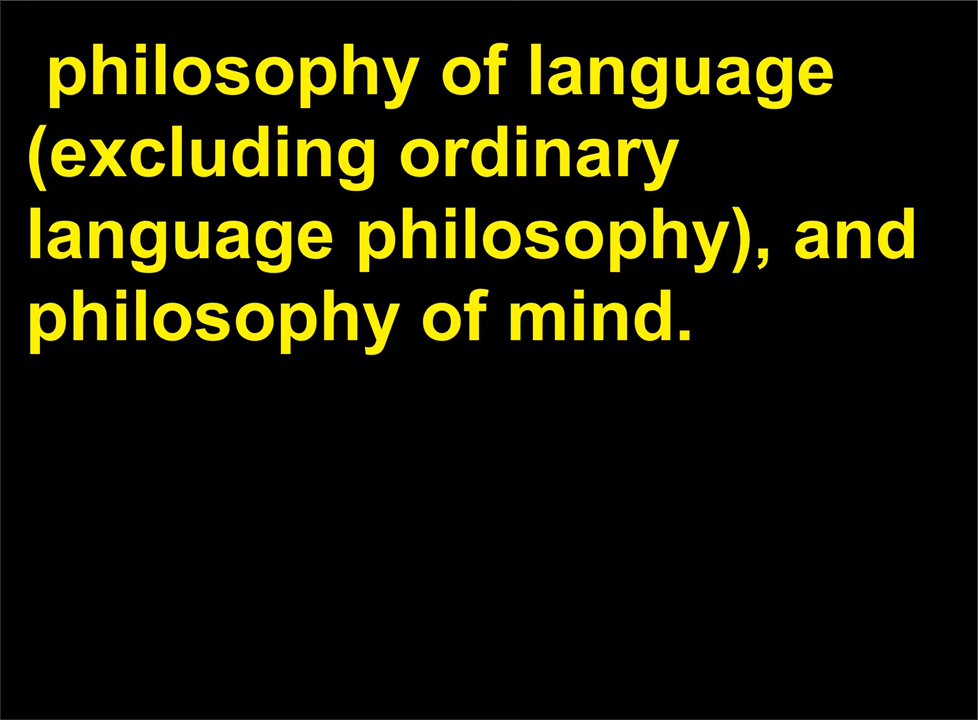 philosophy of language
(excluding ordinary
language philosophy), and
philosophy of mind.